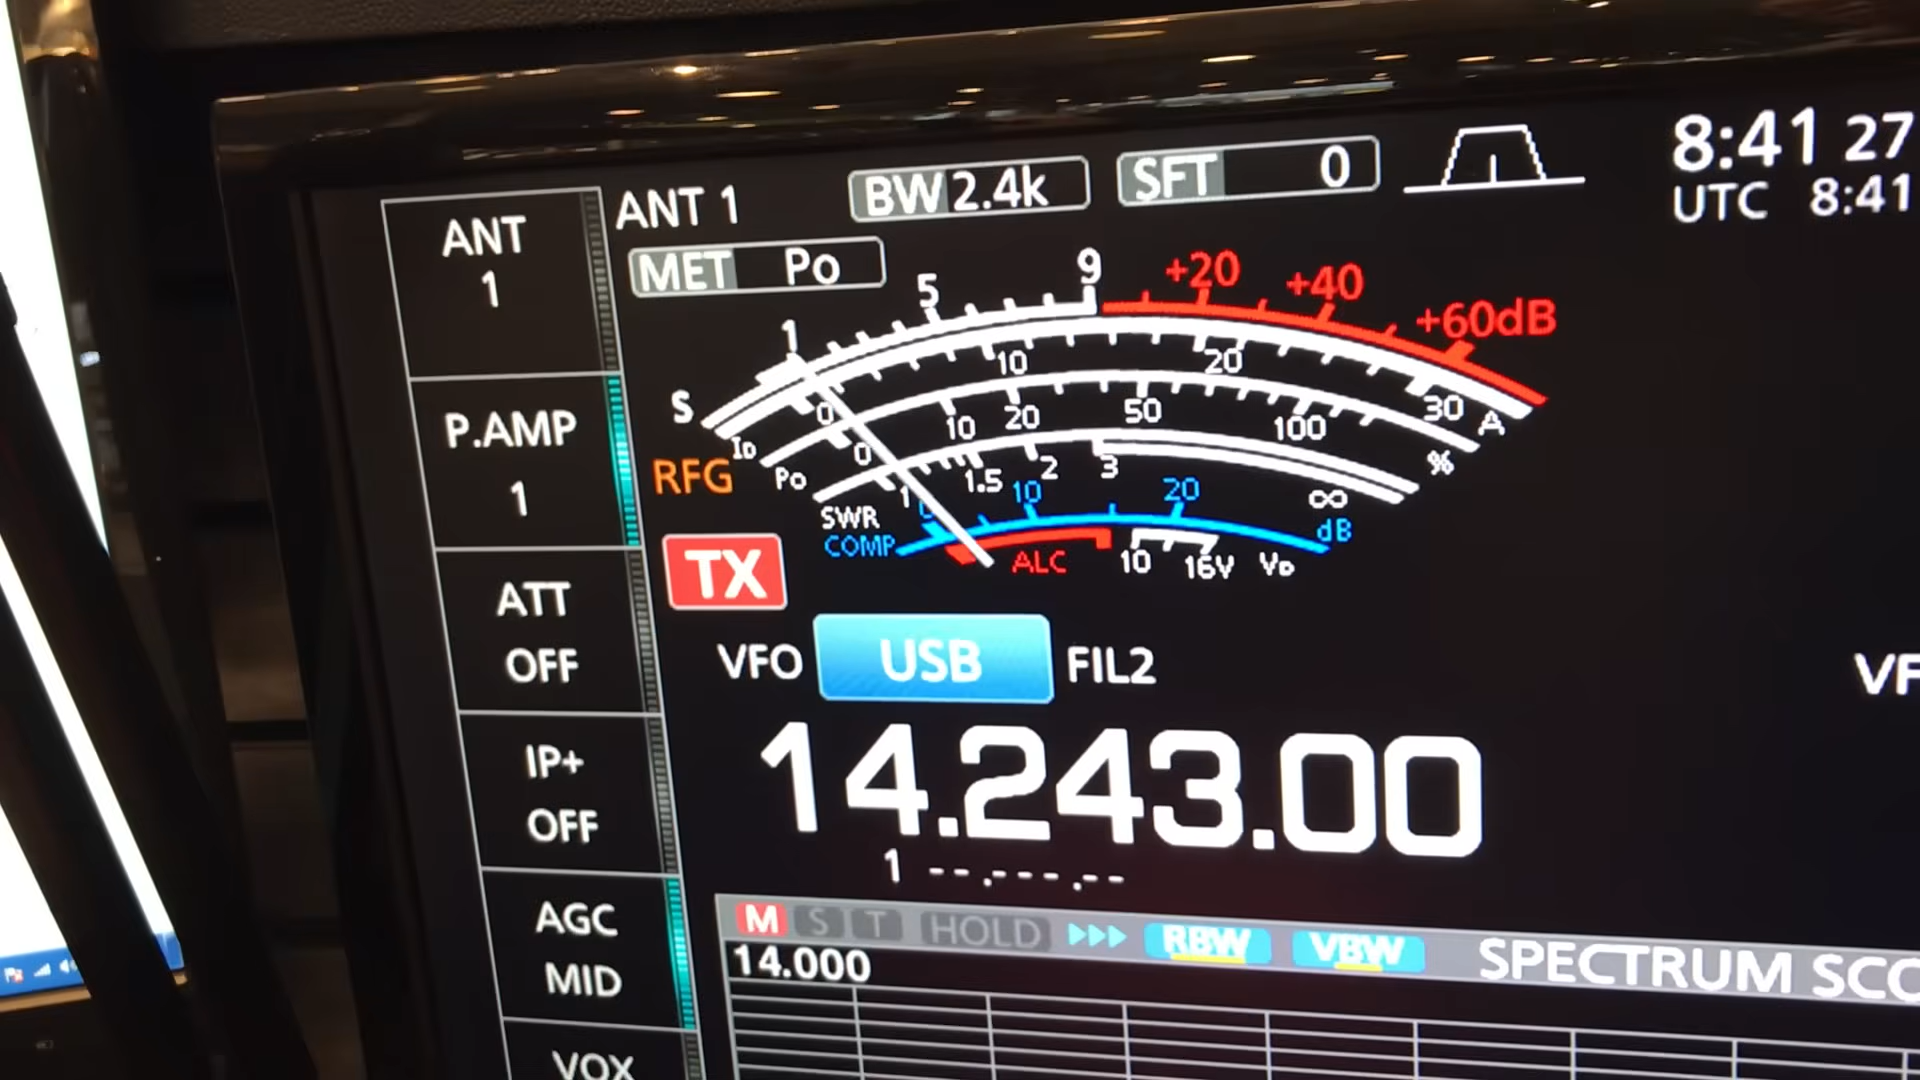 8:41 27
UTC 8:41
ANT 1
BW 2.4k
SFT 0
ANT
1
MET Po
P.AMP
1
ATT
OFF
IP+
OFF
AGC
MID
VOX
S 1 5 9 +20 +40 +60dB
ID 0 10 20 30 A
Po 0 10 20 50 100 %
SWR 1 1.5 2 3 ∞
COMP 0 10 20 dB
ALC 10 16V VD
RFG
TX
VFO USB FIL2
VF
14.243.00
1 --.---.--
M S T HOLD RBW VBW SPECTRUM SCO
14.000